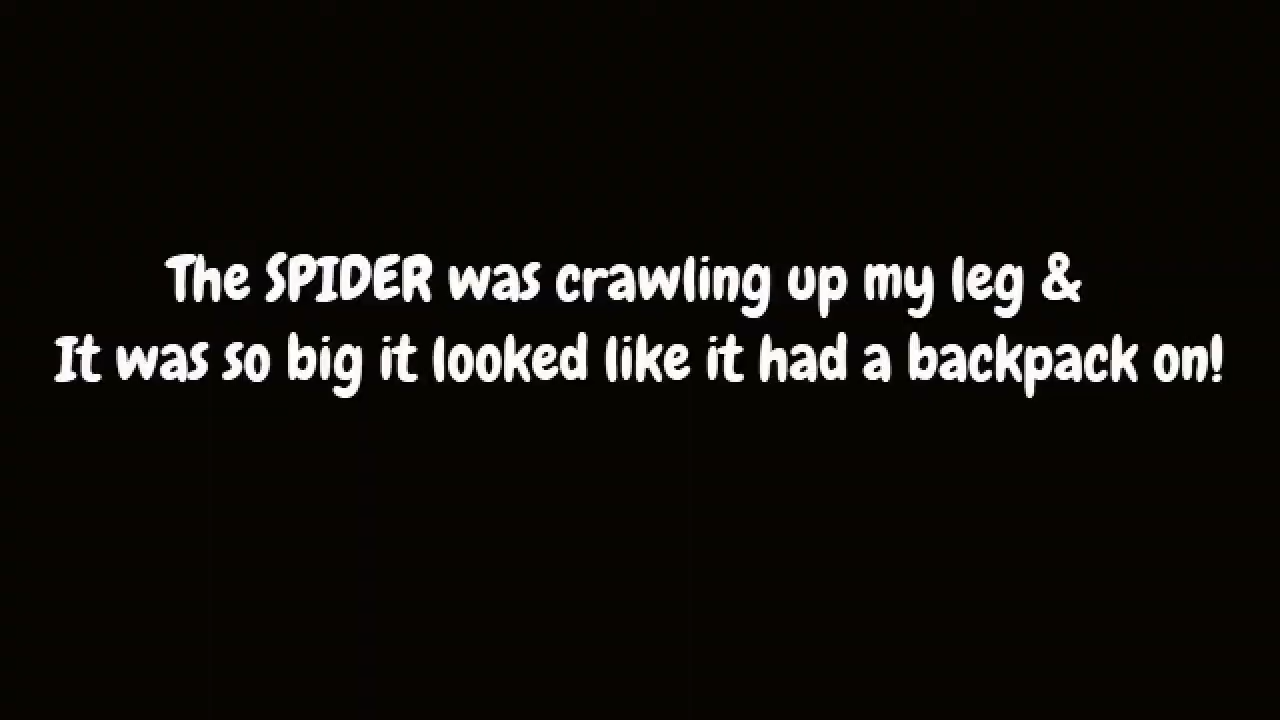 The SPIDER was crawling up my leg &
It was so big it looked like it had a backpack on!